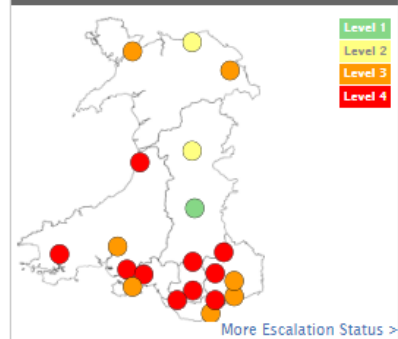 Level 1
Level 2
Level 3
Level 4
More Escalation Status >